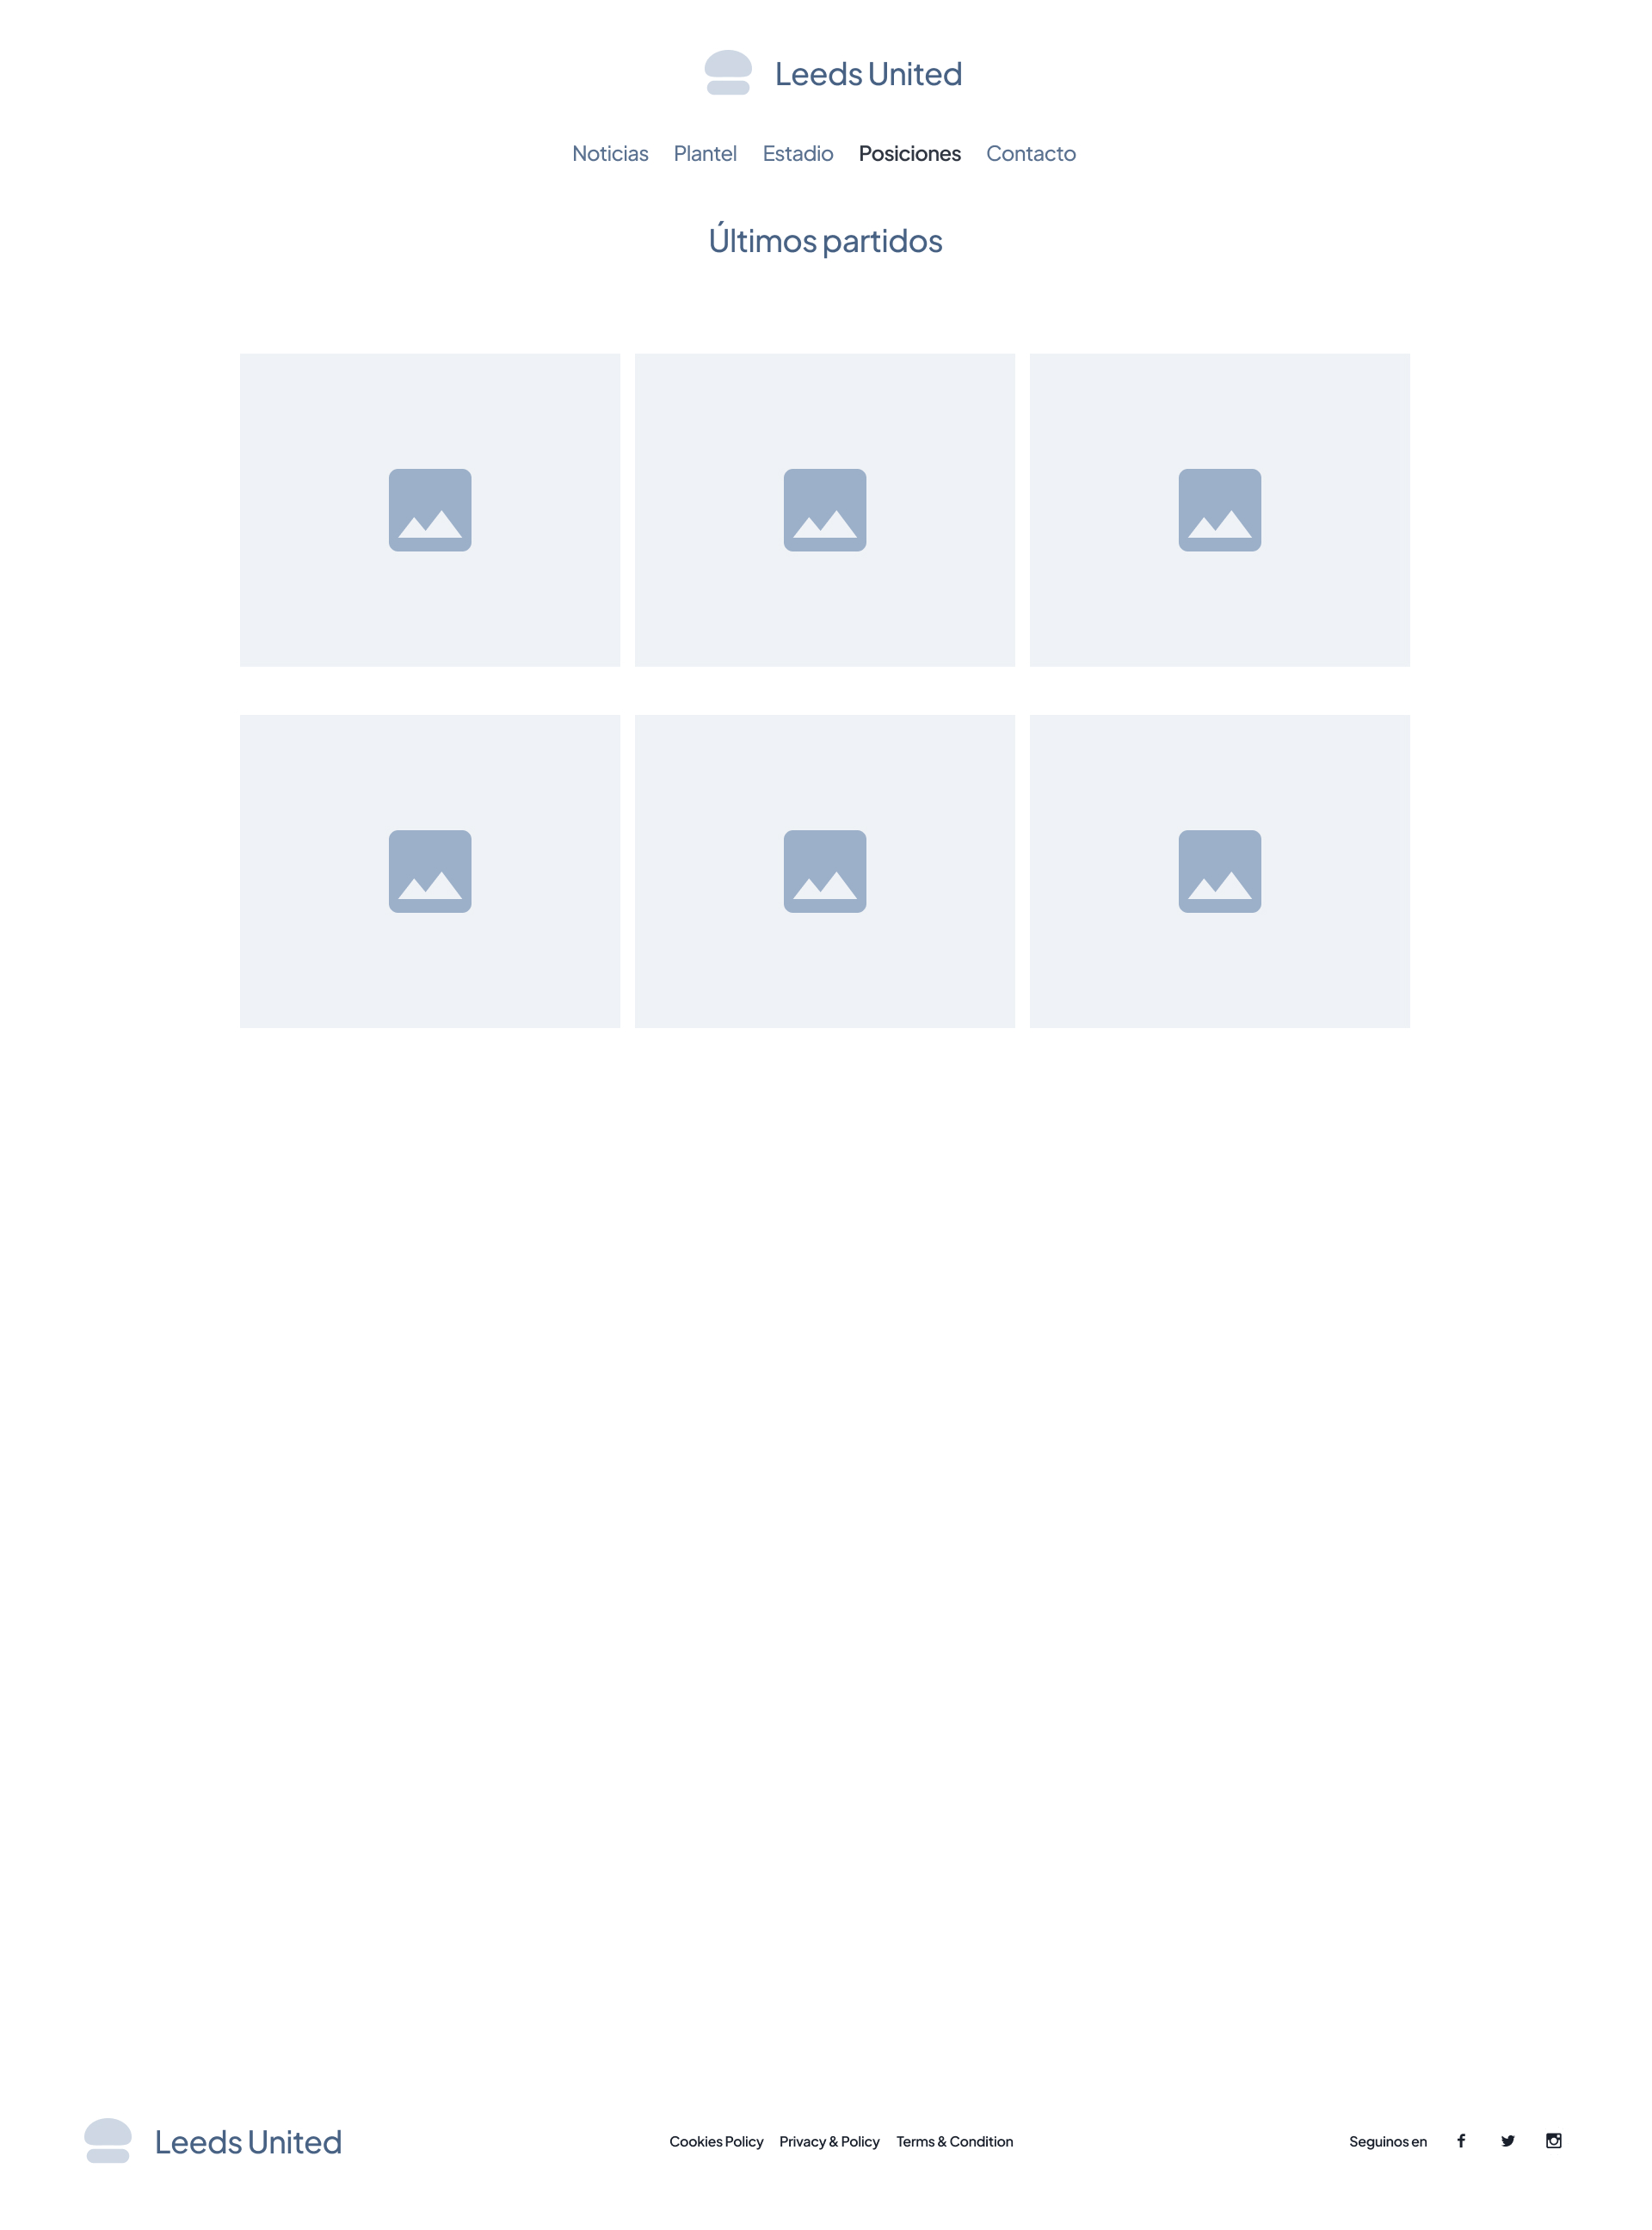 Leeds United
Noticias Plantel Estadio Posiciones Contacto
Últimos partidos
Leeds United
Cookies Policy Privacy & Policy Terms & Condition
Seguinos en